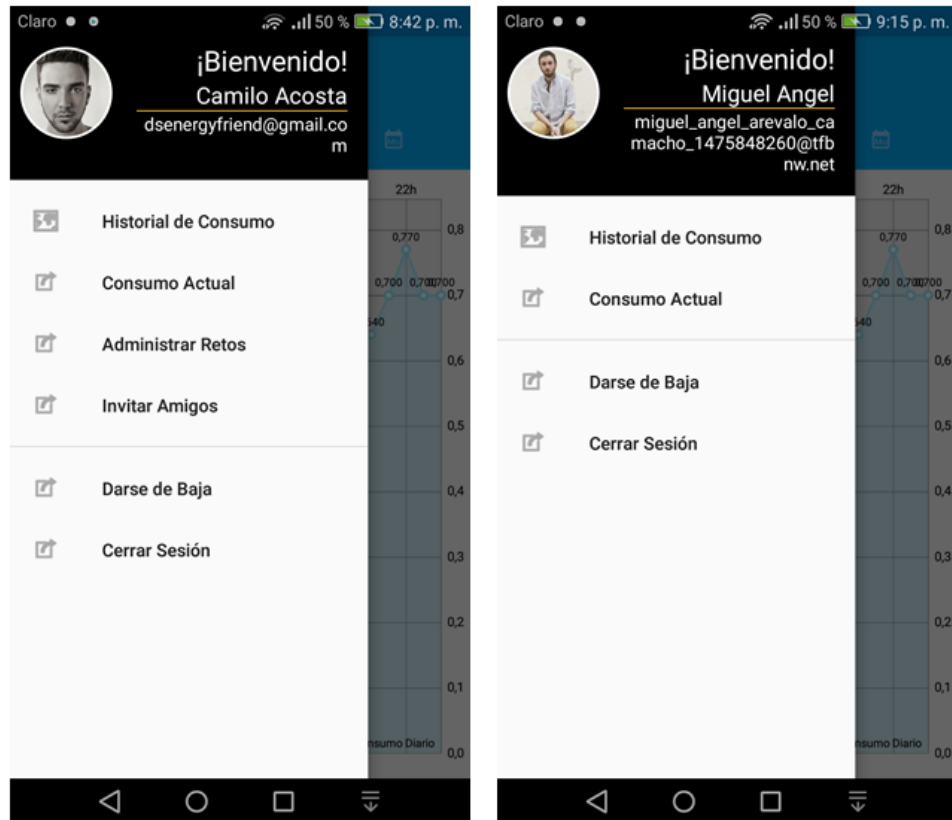 Claro 50 % 8:42 p. m.
¡Bienvenido!
Camilo Acosta
dsenergyfriend@gmail.co
m
Historial de Consumo
Consumo Actual
Administrar Retos
Invitar Amigos
Darse de Baja
Cerrar Sesión
22h
0,8
0,770
0,700
0,7
0,6
0,5
0,4
0,3
0,2
0,1
nsumo Diario
0,0
Claro 50 % 9:15 p. m.
¡Bienvenido!
Miguel Angel
miguel_angel_arevalo_ca
macho_1475848260@tfb
nw.net
Historial de Consumo
Consumo Actual
Darse de Baja
Cerrar Sesión
22h
0,8
0,770
0,700
0,7
0,6
0,5
0,4
0,3
0,2
0,1
nsumo Diario
0,0